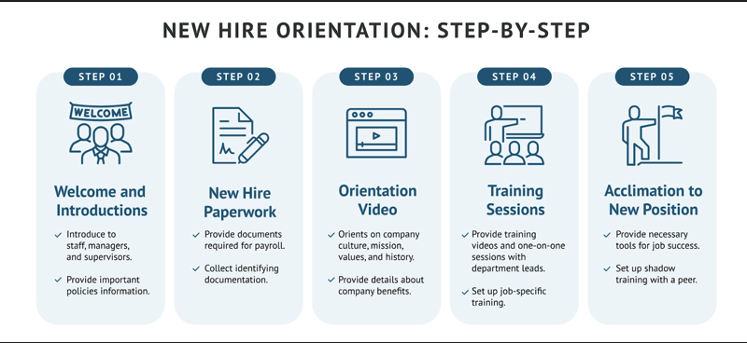 NEW HIRE ORIENTATION: STEP-BY-STEP
STEP 01
WELCOME
Welcome and
Introductions
Introduce to
staff, managers,
and supervisors.
Provide important
policies information.
STEP 02
New Hire
Paperwork
Provide documents
required for payroll.
Collect identifying
documentation.
STEP 03
Orientation
Video
Orients on company
culture, mission,
values, and history.
Provide details about
company benefits.
STEP 04
Training
Sessions
Provide training
videos and one-on-one
sessions with
department leads.
Set up job-specific
training.
STEP 05
Acclimation to
New Position
Provide necessary
tools for job success.
Set up shadow
training with a peer.